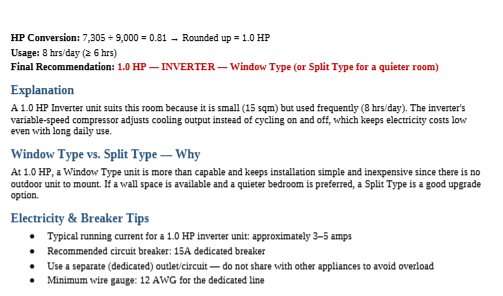 HP Conversion: 7,305 ÷ 9,000 = 0.81 → Rounded up = 1.0 HP
Usage: 8 hrs/day (≥ 6 hrs)
Final Recommendation: 1.0 HP — INVERTER — Window Type (or Split Type for a quieter room)
Explanation
A 1.0 HP Inverter unit suits this room because it is small (15 sqm) but used frequently (8 hrs/day). The inverter's
variable-speed compressor adjusts cooling output instead of cycling on and off, which keeps electricity costs low
even with long daily use.
Window Type vs. Split Type — Why
At 1.0 HP, a Window Type unit is more than capable and keeps installation simple and inexpensive since there is no
outdoor unit to mount. If a wall space is available and a quieter bedroom is preferred, a Split Type is a good upgrade
option.
Electricity & Breaker Tips
● Typical running current for a 1.0 HP inverter unit: approximately 3–5 amps
● Recommended circuit breaker: 15A dedicated breaker
● Use a separate (dedicated) outlet/circuit — do not share with other appliances to avoid overload
● Minimum wire gauge: 12 AWG for the dedicated line